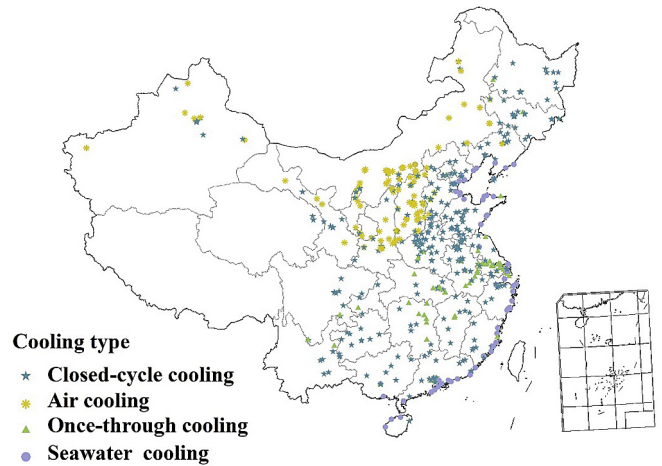 Cooling type
Closed-cycle cooling
Air cooling
Once-through cooling
Seawater cooling